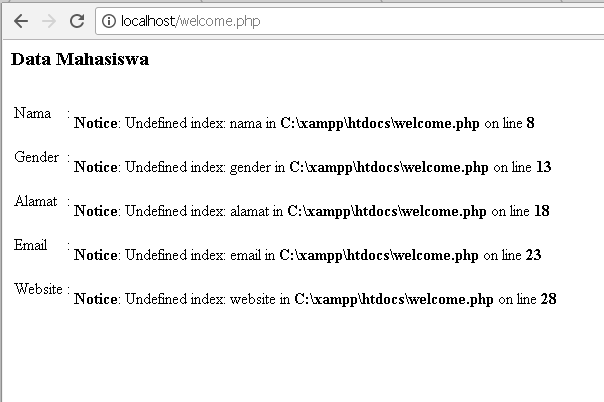 localhost/welcome.php
Data Mahasiswa
Nama : Notice: Undefined index: nama in C:\xampp\htdocs\welcome.php on line 8
Gender : Notice: Undefined index: gender in C:\xampp\htdocs\welcome.php on line 13
Alamat : Notice: Undefined index: alamat in C:\xampp\htdocs\welcome.php on line 18
Email : Notice: Undefined index: email in C:\xampp\htdocs\welcome.php on line 23
Website : Notice: Undefined index: website in C:\xampp\htdocs\welcome.php on line 28